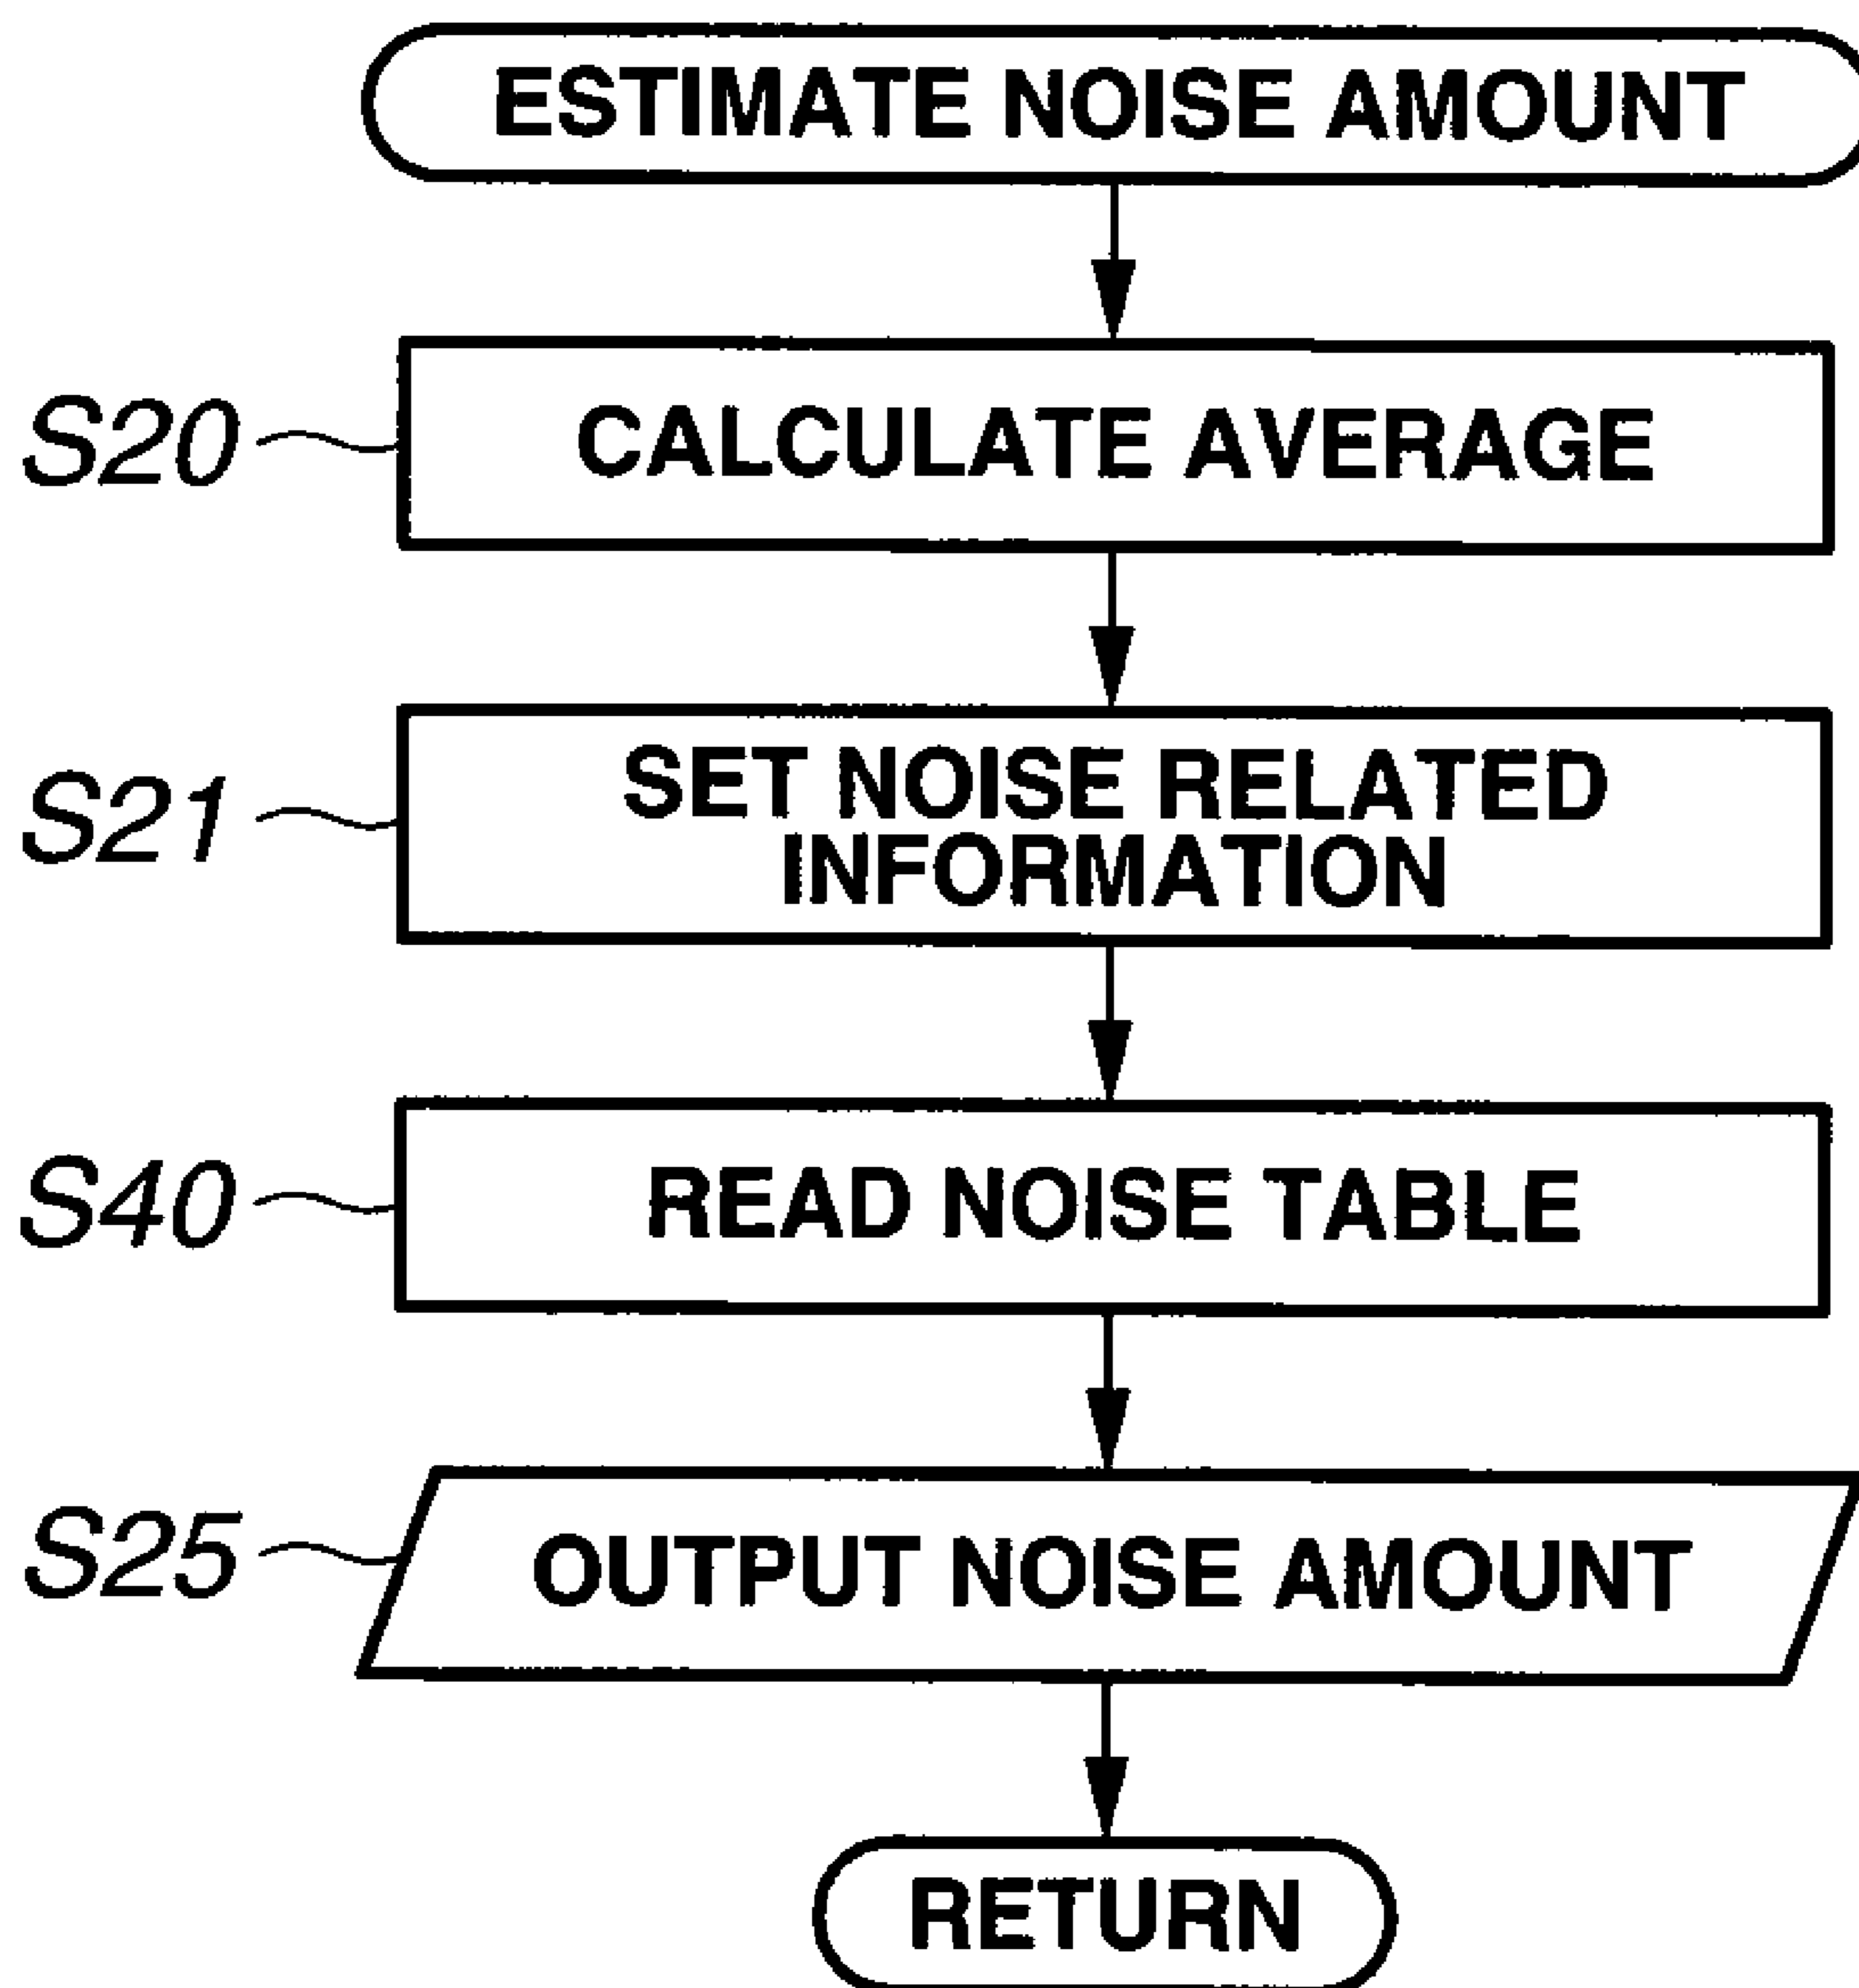 ESTIMATE NOISE AMOUNT
S20
CALCULATE AVERAGE
S21
SET NOISE RELATED
INFORMATION
S40
READ NOISE TABLE
S25
OUTPUT NOISE AMOUNT
RETURN